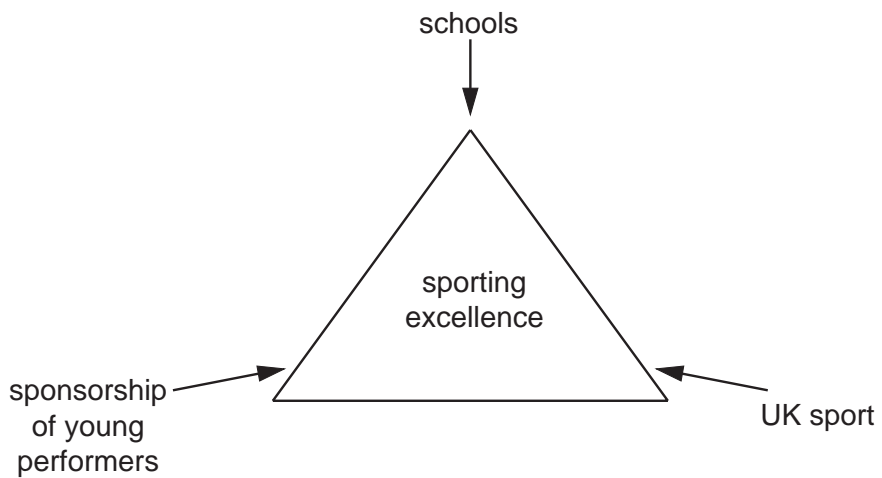 schools
sporting
excellence
sponsorship
of young
performers
UK sport